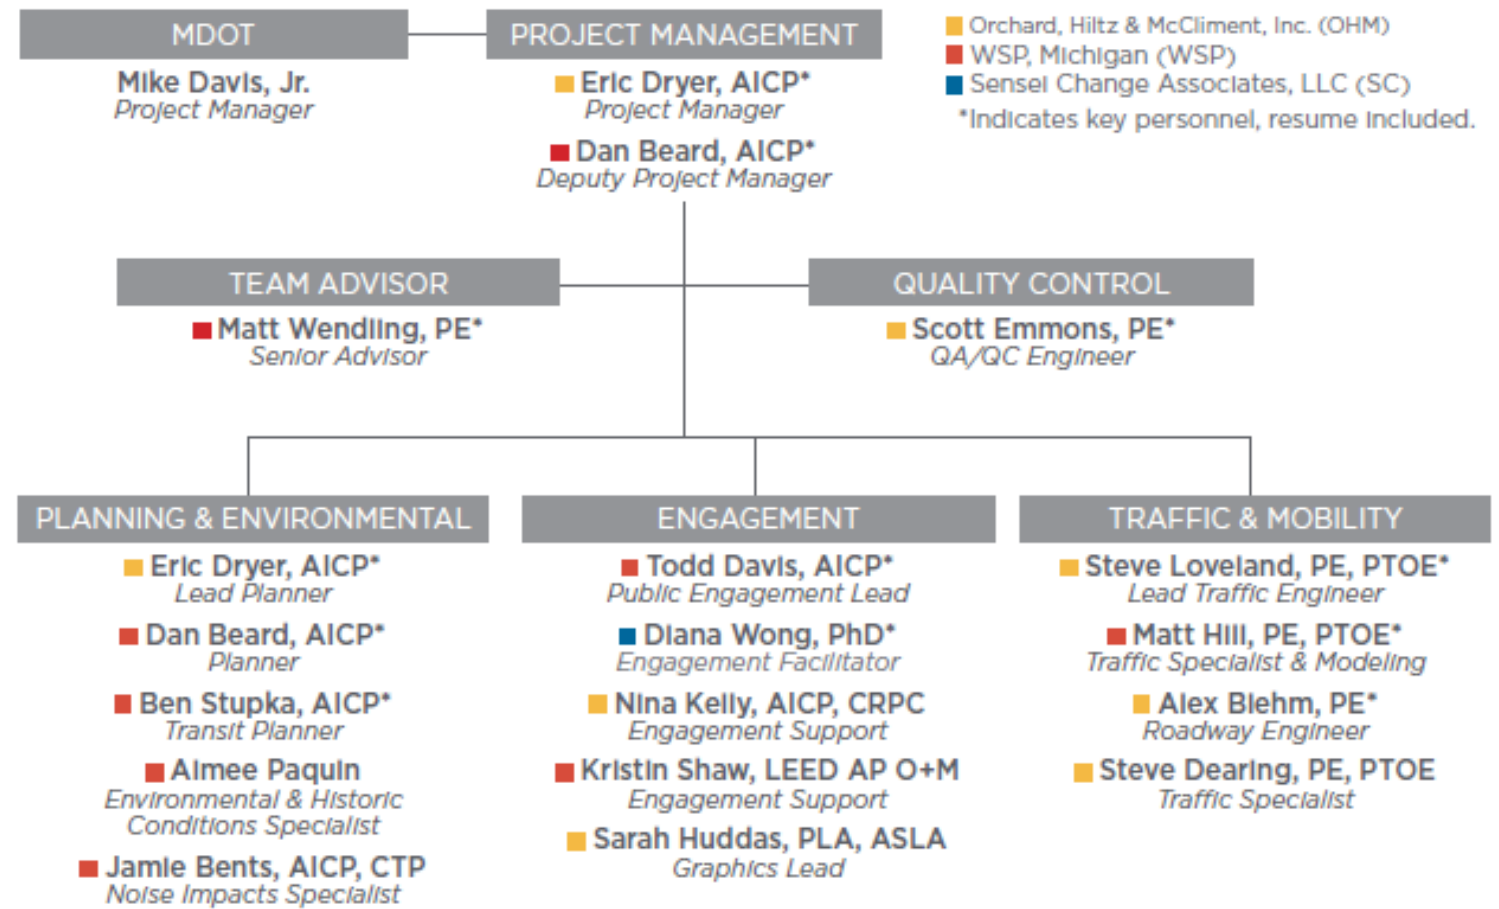 MDOT
Mike Davis, Jr.
Project Manager
PROJECT MANAGEMENT
Eric Dryer, AICP*
Project Manager
Dan Beard, AICP*
Deputy Project Manager
Orchard, Hiltz & McCliment, Inc. (OHM)
WSP, Michigan (WSP)
Sensei Change Associates, LLC (SC)
*Indicates key personnel, resume included.
TEAM ADVISOR
Matt Wendling, PE*
Senior Advisor
QUALITY CONTROL
Scott Emmons, PE*
QA/QC Engineer
PLANNING & ENVIRONMENTAL
Eric Dryer, AICP*
Lead Planner
Dan Beard, AICP*
Planner
Ben Stupka, AICP*
Transit Planner
Aimee Paquin
Environmental & Historic
Conditions Specialist
Jamie Bents, AICP, CTP
Noise Impacts Specialist
ENGAGEMENT
Todd Davis, AICP*
Public Engagement Lead
Diana Wong, PhD*
Engagement Facilitator
Nina Kelly, AICP, CRPC
Engagement Support
Kristin Shaw, LEED AP O+M
Engagement Support
Sarah Huddas, PLA, ASLA
Graphics Lead
TRAFFIC & MOBILITY
Steve Loveland, PE, PTOE*
Lead Traffic Engineer
Matt Hill, PE, PTOE*
Traffic Specialist & Modeling
Alex Biehm, PE*
Roadway Engineer
Steve Dearing, PE, PTOE
Traffic Specialist